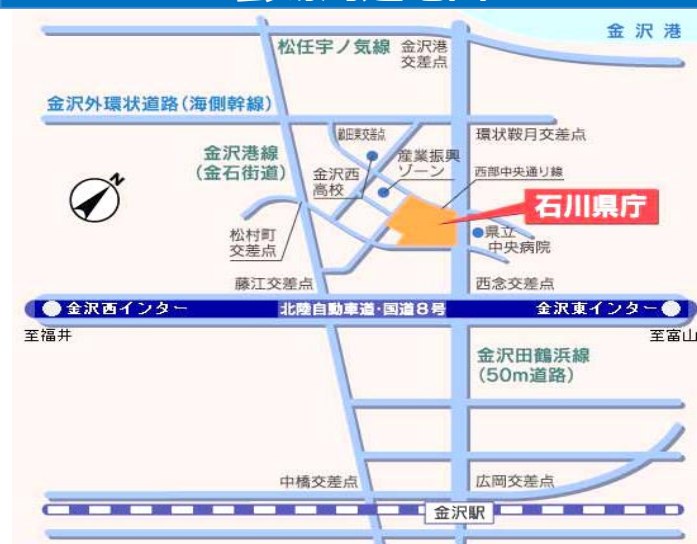 金沢港
松任宇ノ気線
金沢港
交差点
金沢外環状道路(海側幹線)
畝田東交差点
環状鞍月交差点
金沢港線
(金石街道)
金沢西
高校
産業振興
ゾーン
西部中央通り線
N
石川県庁
松村町
交差点
県立
中央病院
藤江交差点
西念交差点
金沢西インター
北陸自動車道・国道8号
金沢東インター
至福井
至富山
金沢田鶴浜線
(50m道路)
中橋交差点
広岡交差点
金沢駅